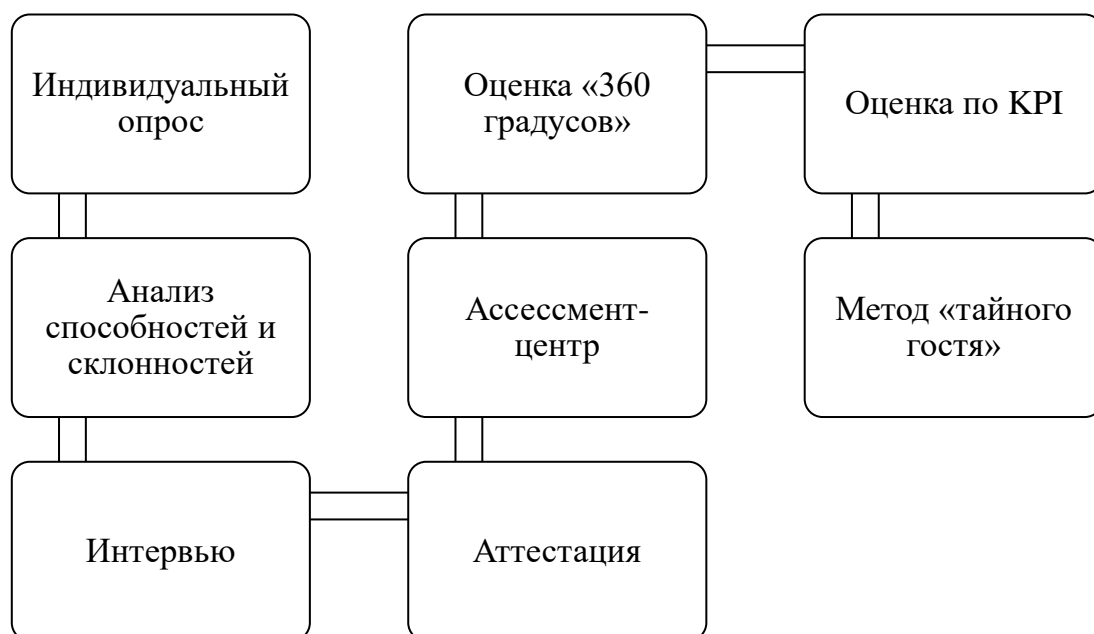 Индивидуальный
опрос
Анализ
способностей и
склонностей
Интервью
Аттестация
Ассессмент-
центр
Оценка «360
градусов»
Оценка по KPI
Метод «тайного
гостя»